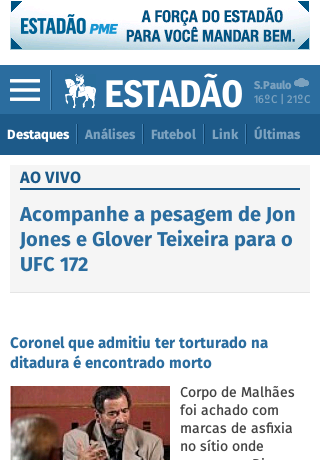 ESTADÃO PME
A FORÇA DO ESTADÃO
PARA VOCÊ MANDAR BEM.
ESTADÃO
S.Paulo
16ºC | 21ºC
Destaques Análises Futebol Link Últimas
AO VIVO
Acompanhe a pesagem de Jon
Jones e Glover Teixeira para o
UFC 172
Coronel que admitiu ter torturado na
ditadura é encontrado morto
Corpo de Malhães
foi achado com
marcas de asfixia
no sítio onde